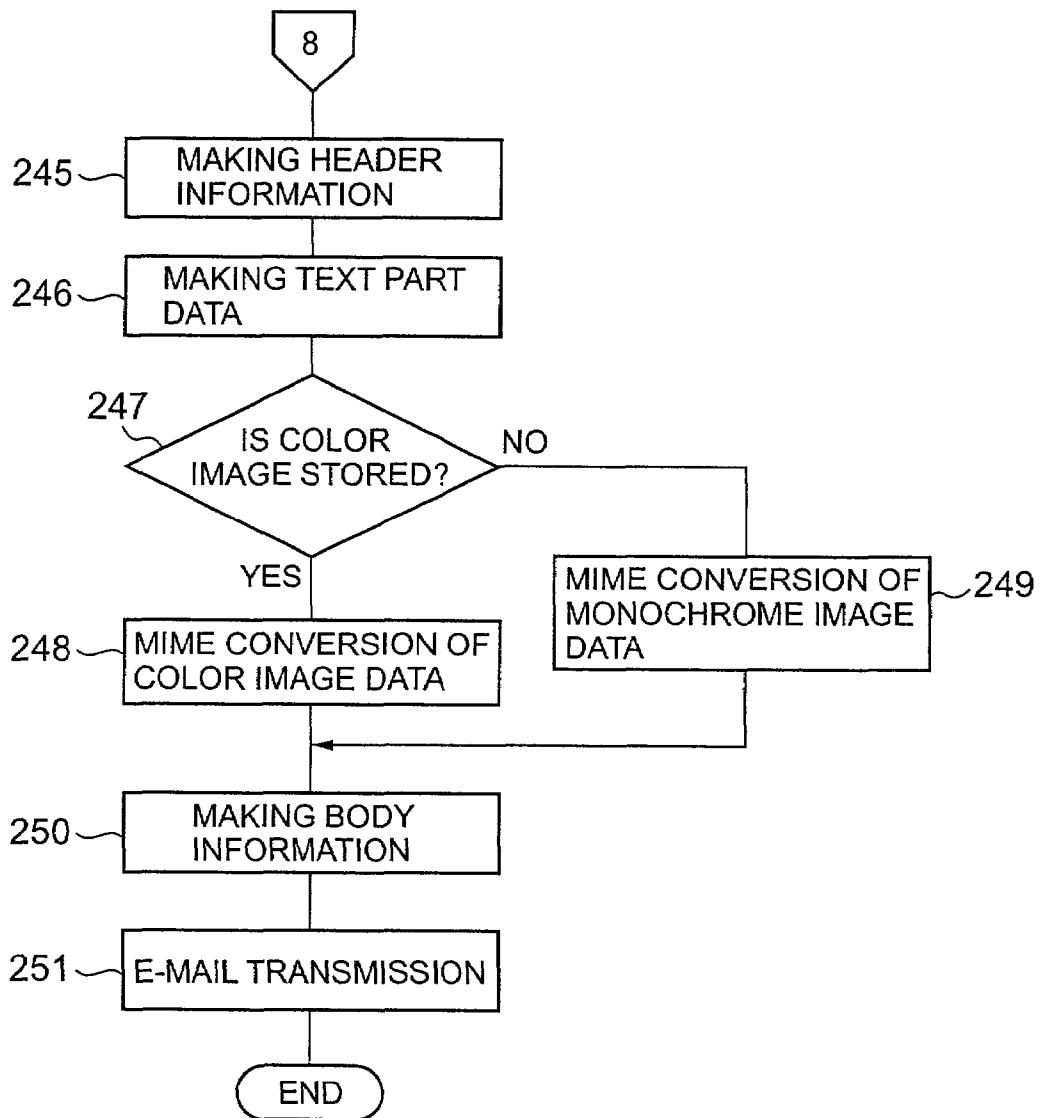 8
245
MAKING HEADER
INFORMATION
246
MAKING TEXT PART
DATA
247
IS COLOR
IMAGE STORED?
NO
YES
248
MIME CONVERSION OF
COLOR IMAGE DATA
MIME CONVERSION OF
MONOCHROME IMAGE
DATA
249
250
MAKING BODY
INFORMATION
251
E-MAIL TRANSMISSION
END